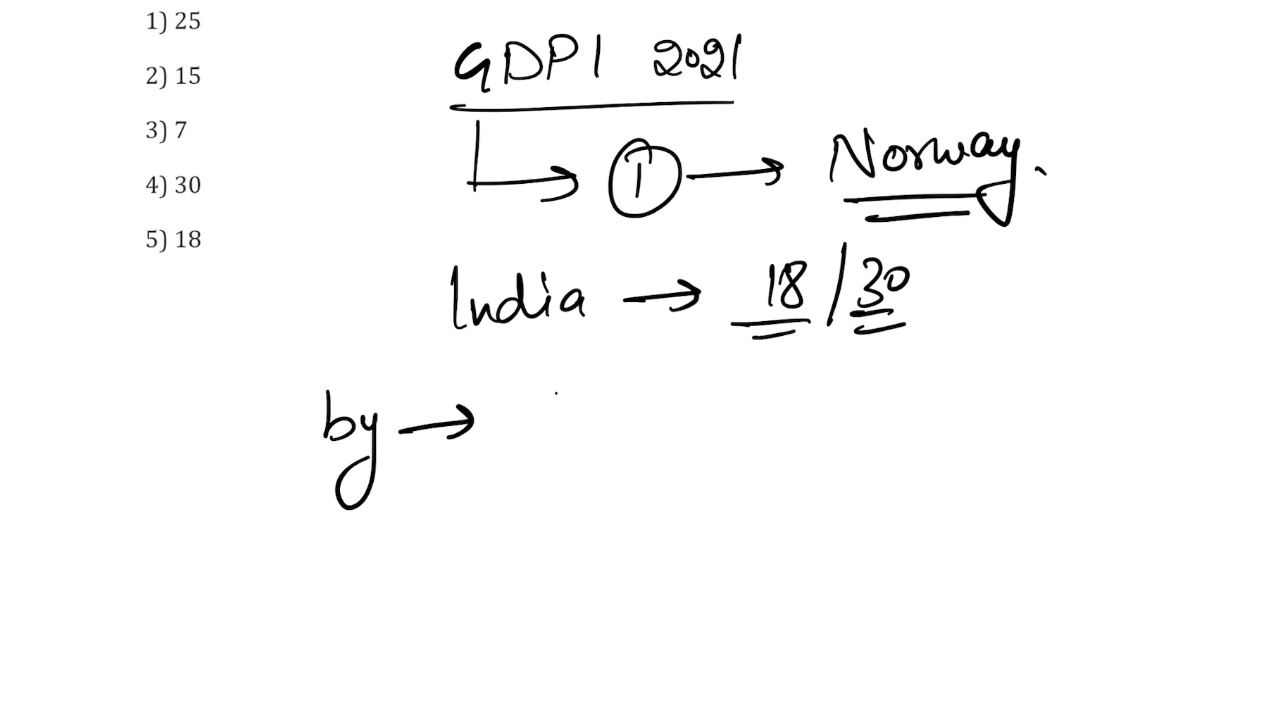 1) 25
2) 15
3) 7
4) 30
5) 18
GDPI 2021
1 → Norway.
India → 18/30
by →